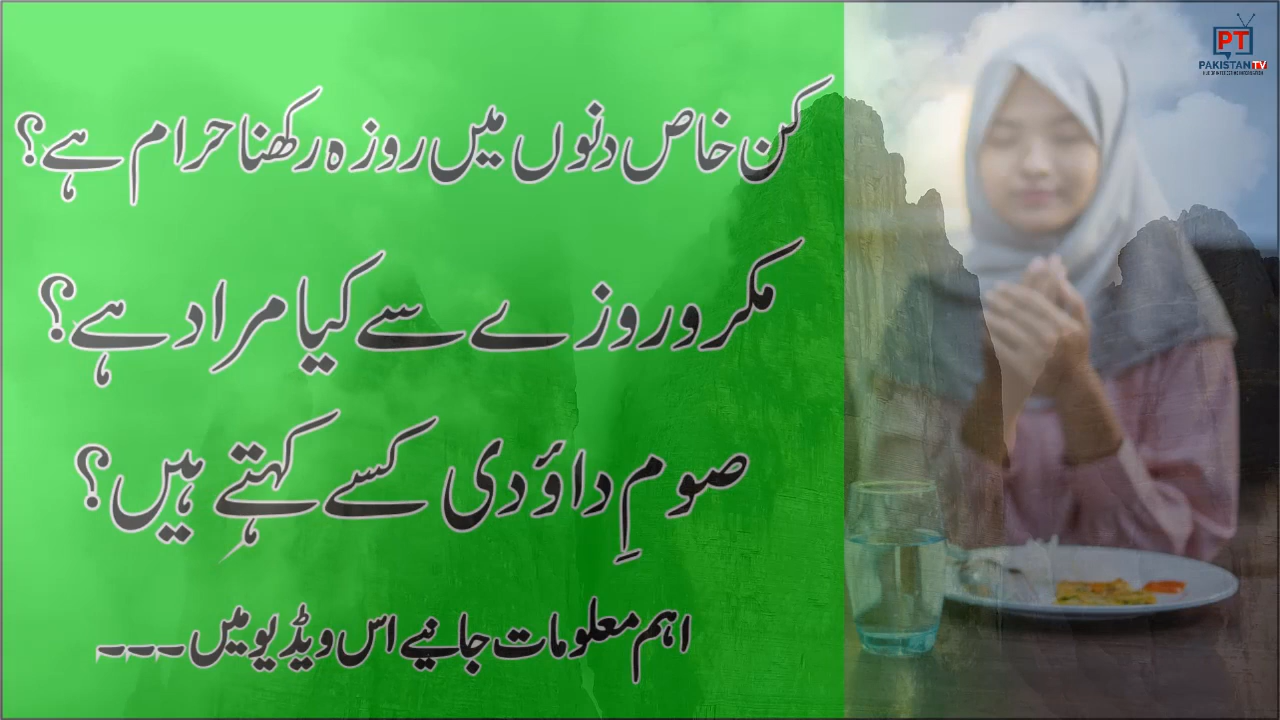 کن خاص دنوں میں روزہ رکھنا حرام ہے؟
مکرو روزے سے کیا مراد ہے؟
صومِ داؤدی کسے کہتے ہیں؟
اہم معلومات جانیے اس ویڈیو میں ۔۔۔
PT
PAKISTAN TV